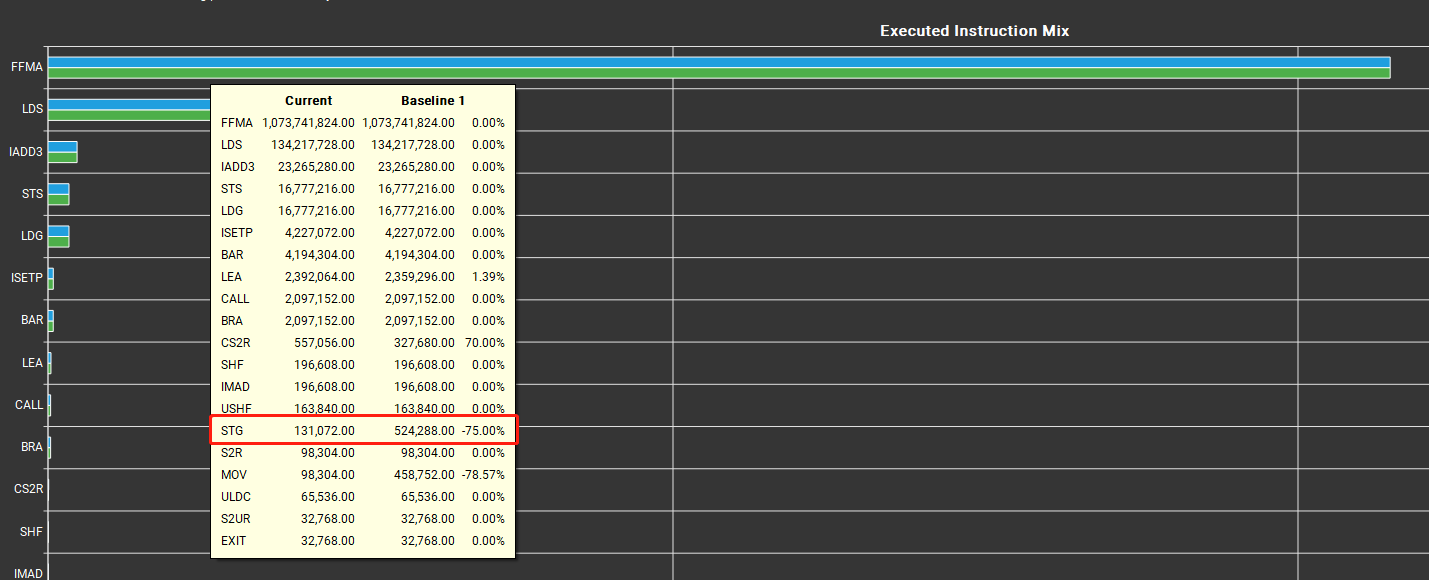 Executed Instruction Mix
FFMA
LDS
IADD3
STS
LDG
ISETP
BAR
LEA
CALL
BRA
CS2R
SHF
IMAD
Current Baseline 1
FFMA 1,073,741,824.00 1,073,741,824.00 0.00%
LDS 134,217,728.00 134,217,728.00 0.00%
IADD3 23,265,280.00 23,265,280.00 0.00%
STS 16,777,216.00 16,777,216.00 0.00%
LDG 16,777,216.00 16,777,216.00 0.00%
ISETP 4,227,072.00 4,227,072.00 0.00%
BAR 4,194,304.00 4,194,304.00 0.00%
LEA 2,392,064.00 2,359,296.00 1.39%
CALL 2,097,152.00 2,097,152.00 0.00%
BRA 2,097,152.00 2,097,152.00 0.00%
CS2R 557,056.00 327,680.00 70.00%
SHF 196,608.00 196,608.00 0.00%
IMAD 196,608.00 196,608.00 0.00%
USHF 163,840.00 163,840.00 0.00%
STG 131,072.00 524,288.00 -75.00%
S2R 98,304.00 98,304.00 0.00%
MOV 98,304.00 458,752.00 -78.57%
ULDC 65,536.00 65,536.00 0.00%
S2UR 32,768.00 32,768.00 0.00%
EXIT 32,768.00 32,768.00 0.00%